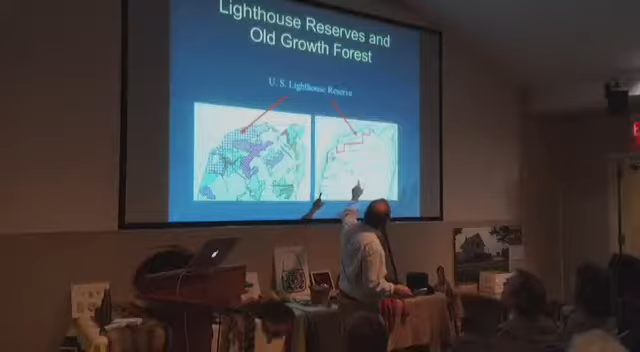 Lighthouse Reserves and
Old Growth Forest
U. S. Lighthouse Reserve